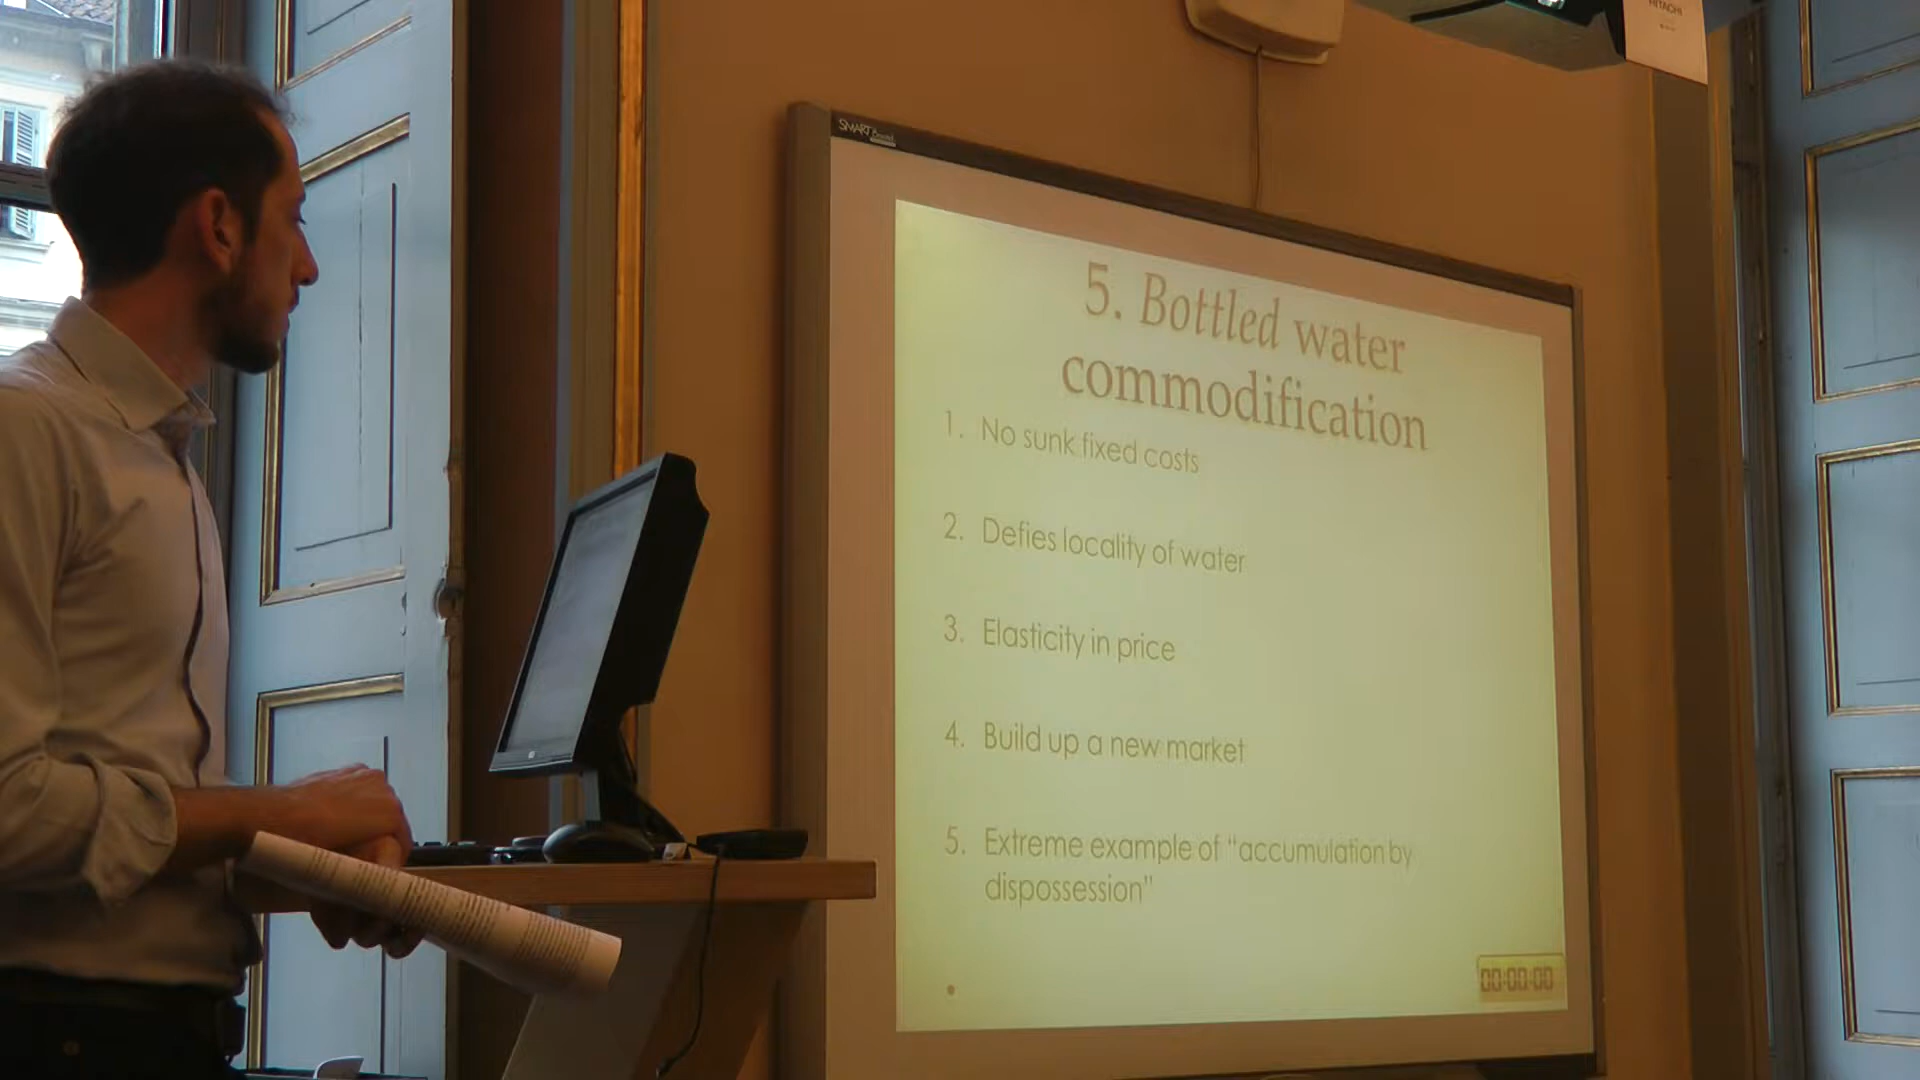 HITACHI
SMART Board
5. Bottled water
commodification
1. No sunk fixed costs
2. Defies locality of water
3. Elasticity in price
4. Build up a new market
5. Extreme example of “accumulation by
dispossession”
00:00:00